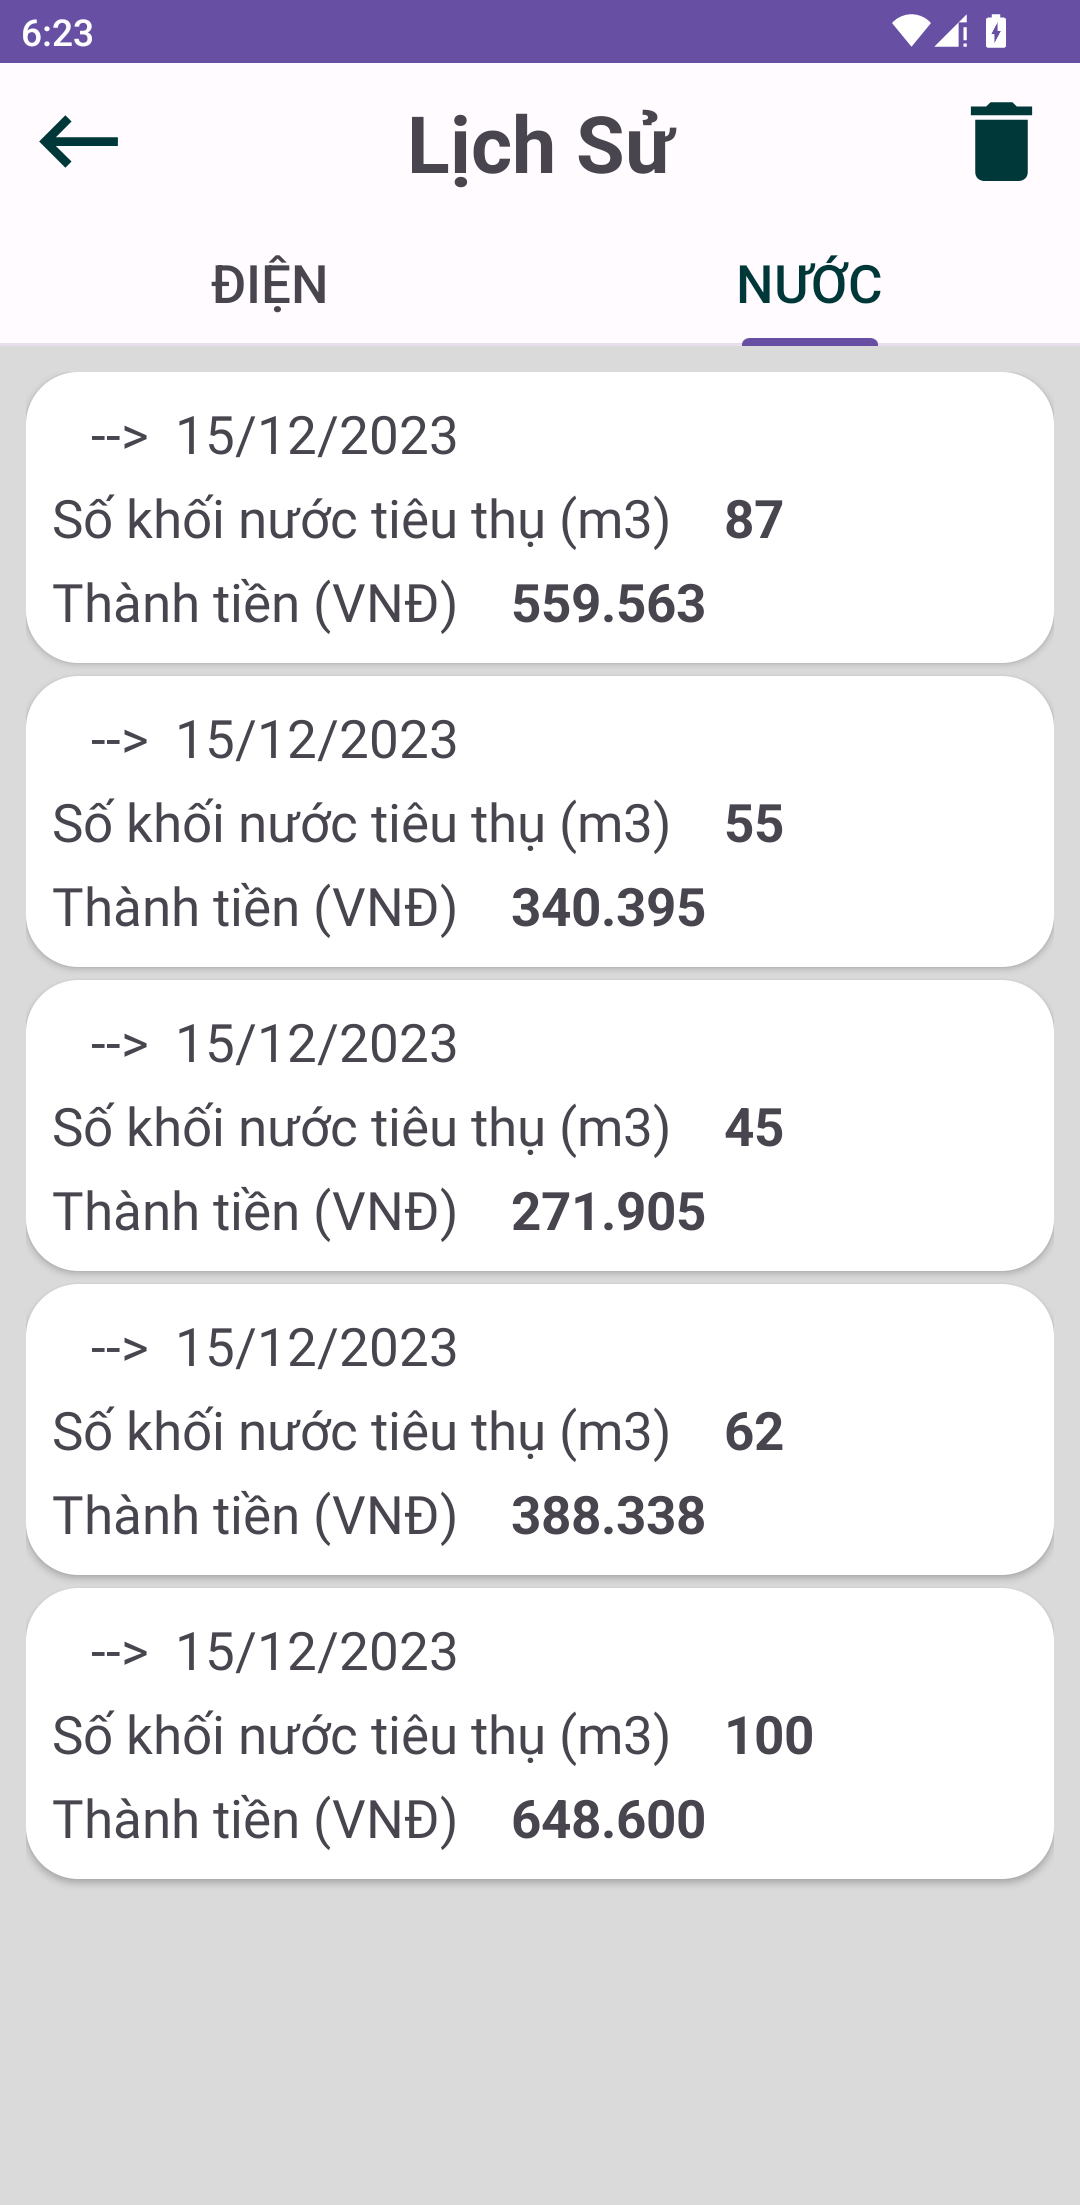 6:23
Lịch Sử
ĐIỆN NƯỚC
--> 15/12/2023
Số khối nước tiêu thụ (m3) 87
Thành tiền (VNĐ) 559.563
--> 15/12/2023
Số khối nước tiêu thụ (m3) 55
Thành tiền (VNĐ) 340.395
--> 15/12/2023
Số khối nước tiêu thụ (m3) 45
Thành tiền (VNĐ) 271.905
--> 15/12/2023
Số khối nước tiêu thụ (m3) 62
Thành tiền (VNĐ) 388.338
--> 15/12/2023
Số khối nước tiêu thụ (m3) 100
Thành tiền (VNĐ) 648.600